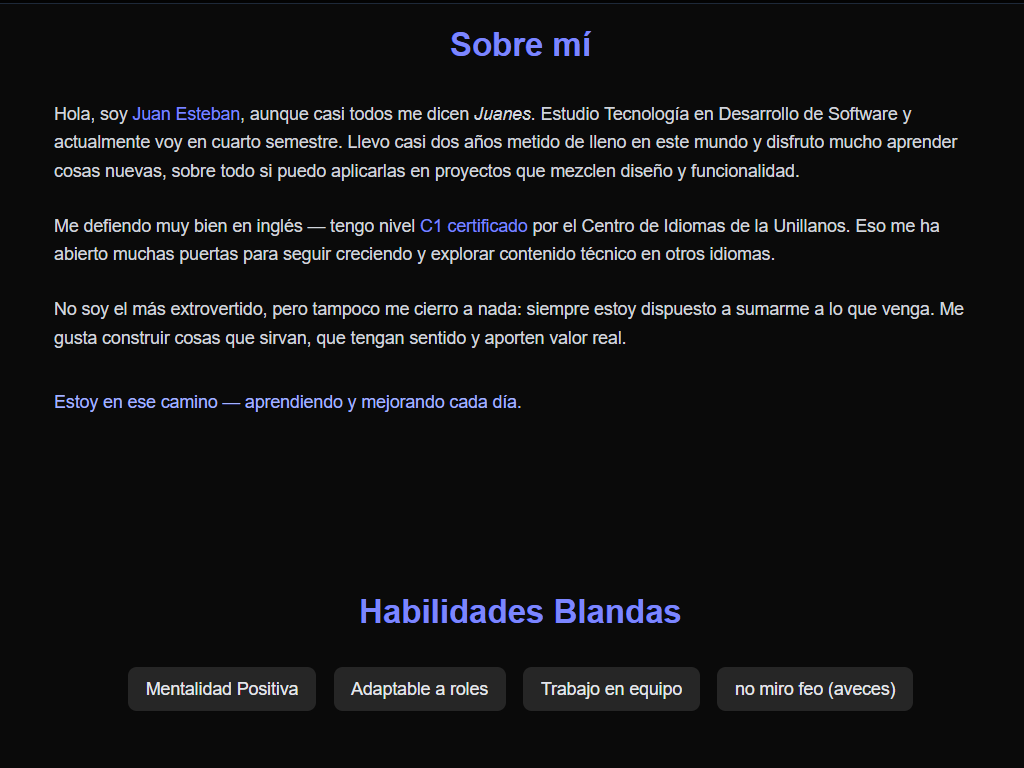 Sobre mí
Hola, soy Juan Esteban, aunque casi todos me dicen Juanes. Estudio Tecnología en Desarrollo de Software y
actualmente voy en cuarto semestre. Llevo casi dos años metido de lleno en este mundo y disfruto mucho aprender
cosas nuevas, sobre todo si puedo aplicarlas en proyectos que mezclen diseño y funcionalidad.
Me defiendo muy bien en inglés — tengo nivel C1 certificado por el Centro de Idiomas de la Unillanos. Eso me ha
abierto muchas puertas para seguir creciendo y explorar contenido técnico en otros idiomas.
No soy el más extrovertido, pero tampoco me cierro a nada: siempre estoy dispuesto a sumarme a lo que venga. Me
gusta construir cosas que sirvan, que tengan sentido y aporten valor real.
Estoy en ese camino — aprendiendo y mejorando cada día.
Habilidades Blandas
Mentalidad Positiva
Adaptable a roles
Trabajo en equipo
no miro feo (aveces)